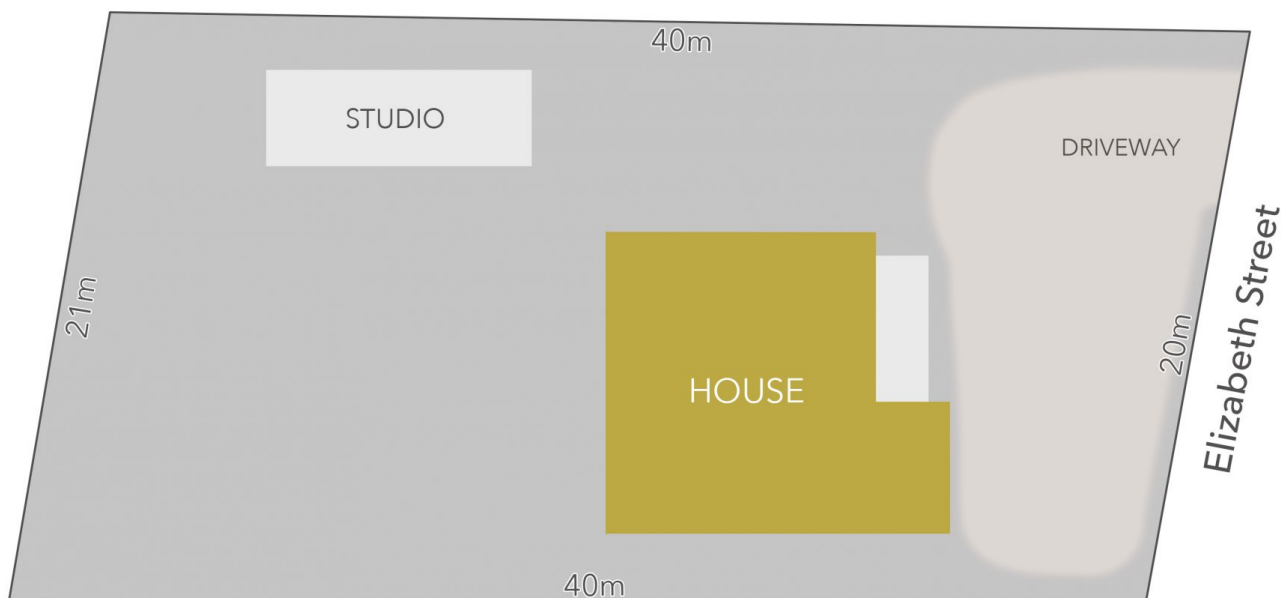 40m
STUDIO
DRIVEWAY
21m
HOUSE
20m
Elizabeth Street
40m